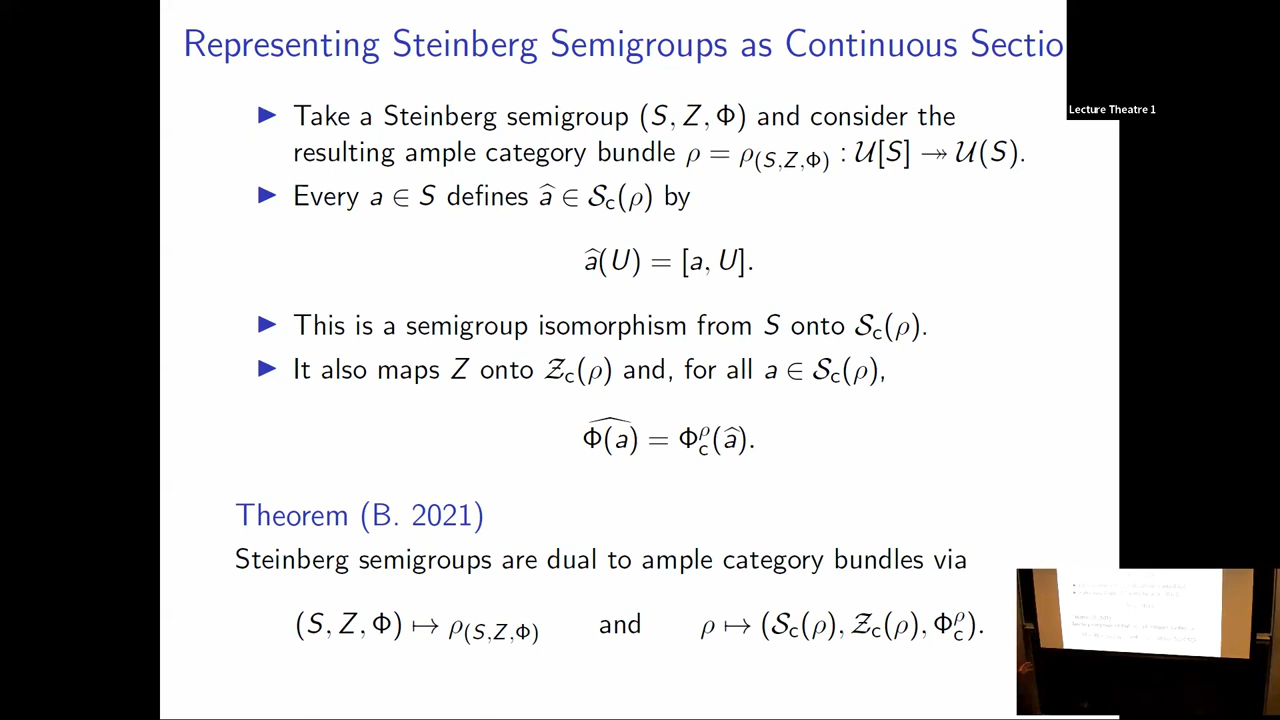 Representing Steinberg Semigroups as Continuous Sectio
Lecture Theatre 1
▶ Take a Steinberg semigroup (S, Z, Φ) and consider the
resulting ample category bundle ρ = ρ_(S,Z,Φ) : 𝒰[S] ↠ 𝒰(S).
▶ Every a ∈ S defines â ∈ 𝒮_c(ρ) by
â(U) = [a, U].
▶ This is a semigroup isomorphism from S onto 𝒮_c(ρ).
▶ It also maps Z onto 𝒵_c(ρ) and, for all a ∈ 𝒮_c(ρ),
\widehat{Φ(a)} = Φ_c^ρ(â).
Theorem (B. 2021)
Steinberg semigroups are dual to ample category bundles via
(S, Z, Φ) ↦ ρ_(S,Z,Φ) and ρ ↦ (𝒮_c(ρ), 𝒵_c(ρ), Φ_c^ρ).